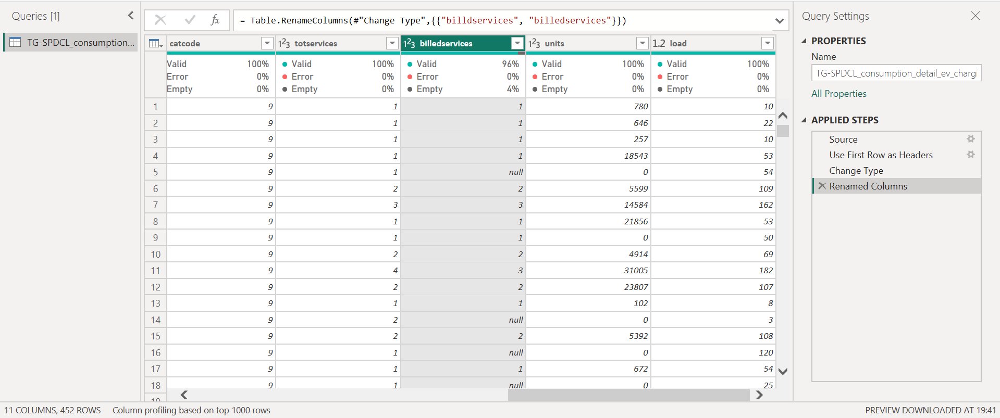 Queries [1]
TG-SPDCL_consumption...
fx
= Table.RenameColumns(#"Change Type",{{"billdservices", "billedservices"}})
catcode 1²3 totservices 1²3 billedservices 1²3 units 1.2 load
Valid 100% Valid 100% Valid 96% Valid 100% Valid 100%
Error 0% Error 0% Error 0% Error 0% Error 0%
Empty 0% Empty 0% Empty 4% Empty 0% Empty 0%
1 9 1 1 780 10
2 9 1 1 646 22
3 9 1 1 257 10
4 9 1 1 18543 53
5 9 1 null 0 54
6 9 2 2 5599 109
7 9 3 3 14584 162
8 9 1 1 21856 53
9 9 1 1 0 50
10 9 2 2 4914 69
11 9 4 3 31005 182
12 9 2 2 23807 107
13 9 1 1 102 8
14 9 2 null 0 3
15 9 2 2 5392 108
16 9 1 null 0 120
17 9 1 1 672 54
18 9 1 null 0 25
19
Query Settings
PROPERTIES
Name
TG-SPDCL_consumption_detail_ev_chargi
All Properties
APPLIED STEPS
Source
Use First Row as Headers
Change Type
Renamed Columns
11 COLUMNS, 452 ROWS Column profiling based on top 1000 rows PREVIEW DOWNLOADED AT 19:41